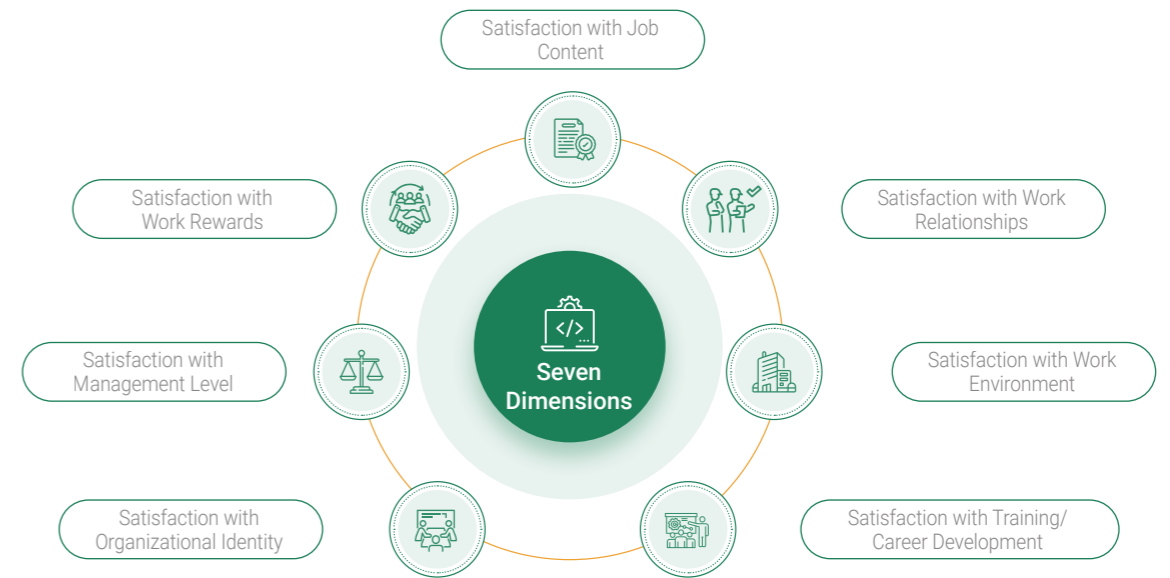 Satisfaction with Job
Content
Satisfaction with
Work Rewards
Satisfaction with Work
Relationships
</>
Seven
Dimensions
Satisfaction with
Management Level
Satisfaction with Work
Environment
Satisfaction with
Organizational Identity
Satisfaction with Training/
Career Development